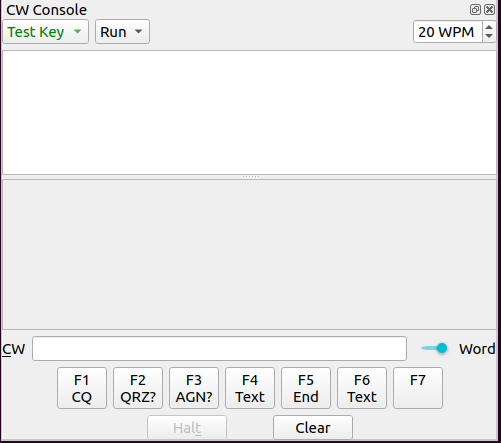 CW Console
Test Key Run 20 WPM
CW Word
F1 F2 F3 F4 F5 F6 F7
CQ QRZ? AGN? Text End Text
Halt Clear